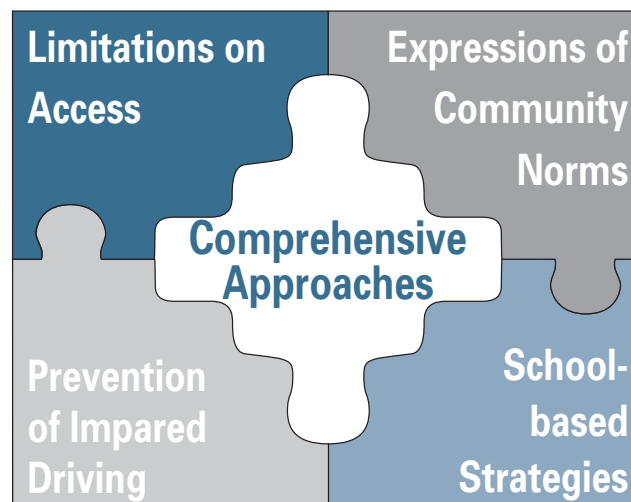 Limitations on
Access
Expressions of
Community
Norms
Comprehensive
Approaches
Prevention
of Impared
Driving
School-
based
Strategies